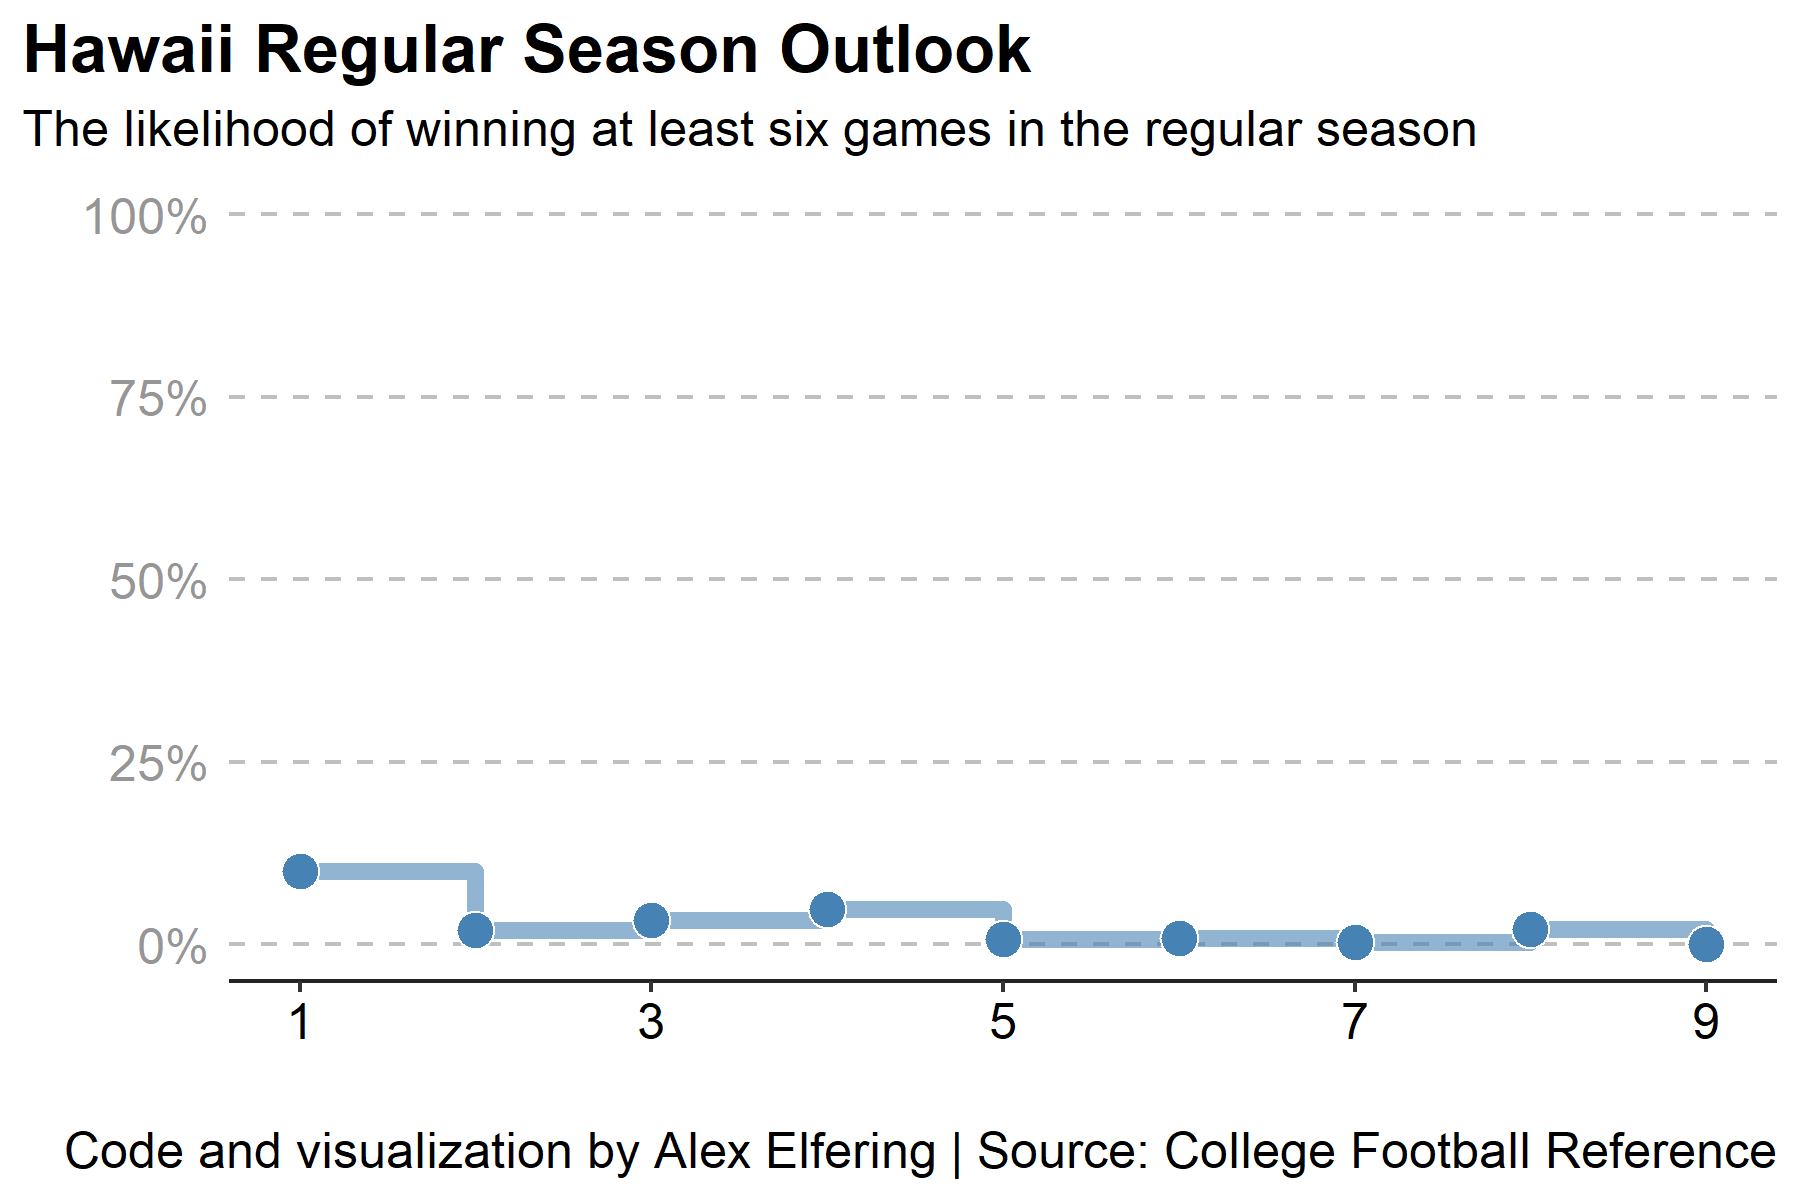 Hawaii Regular Season Outlook
The likelihood of winning at least six games in the regular season
100%
75%
50%
25%
0%
1 3 5 7 9
Code and visualization by Alex Elfering | Source: College Football Reference